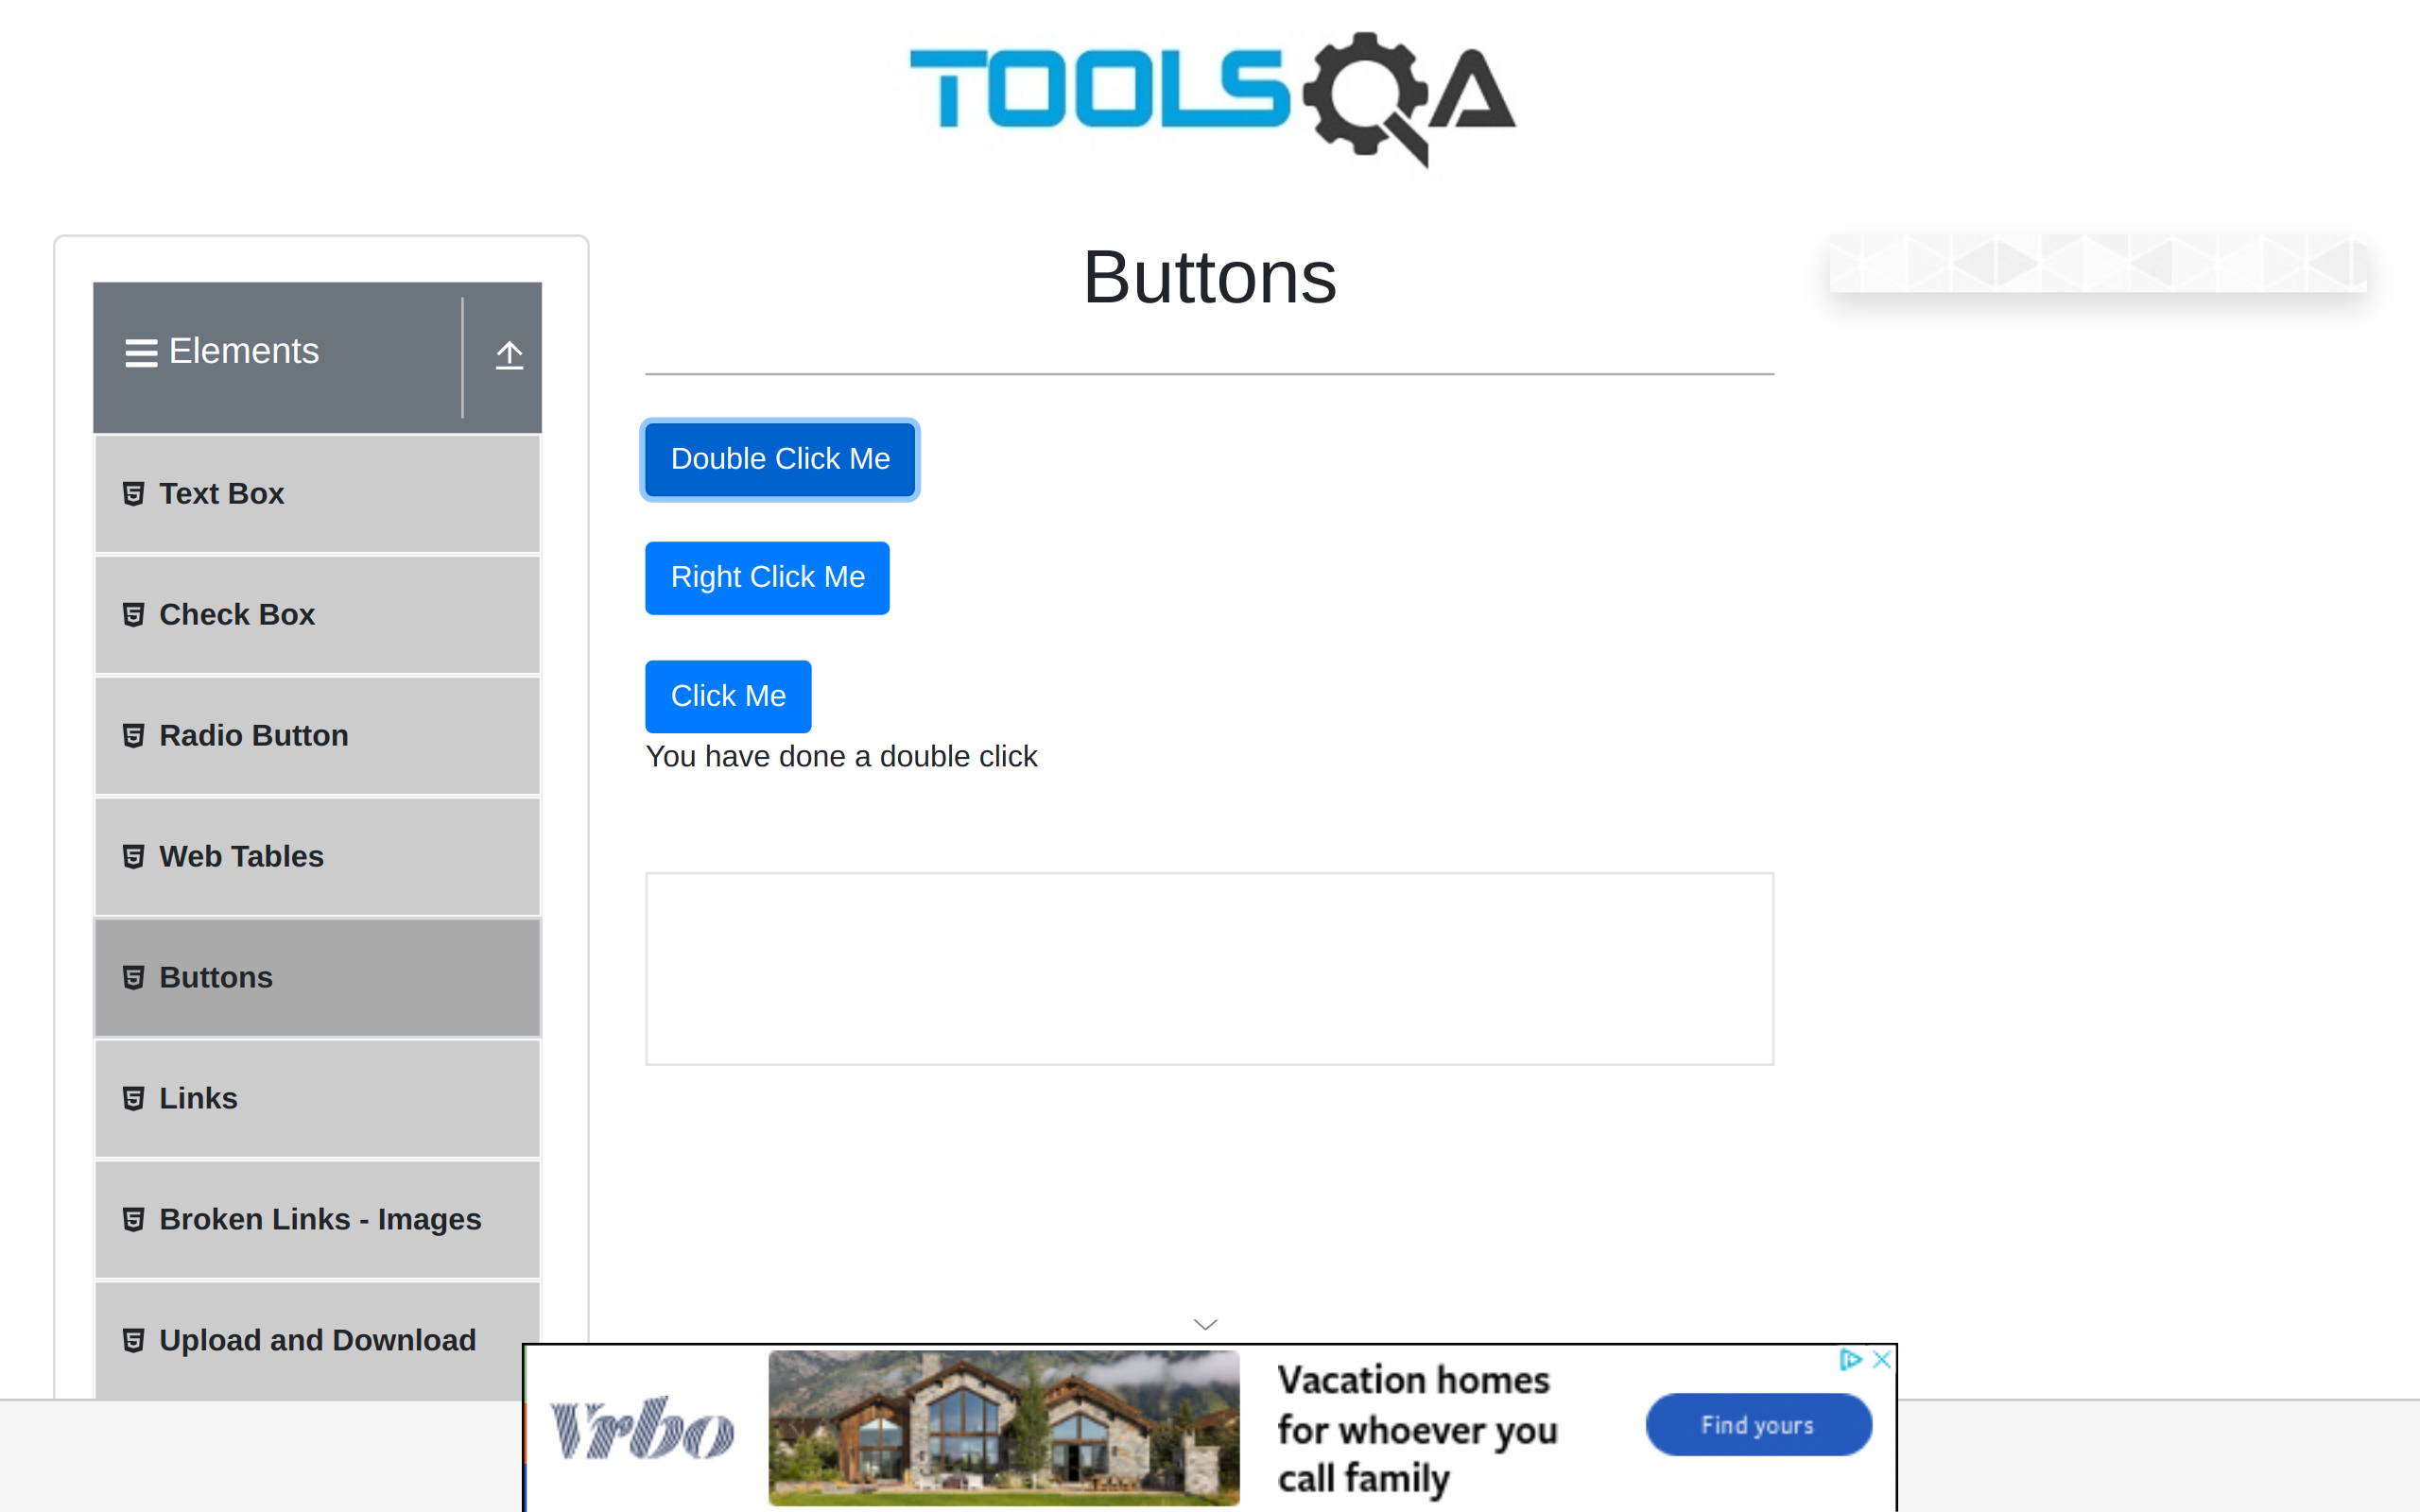 TOOLSQA
Buttons
Elements
Text Box
Check Box
Radio Button
Web Tables
Buttons
Links
Broken Links - Images
Upload and Download
Double Click Me
Right Click Me
Click Me
You have done a double click
Vrbo
Vacation homes
for whoever you
call family
Find yours